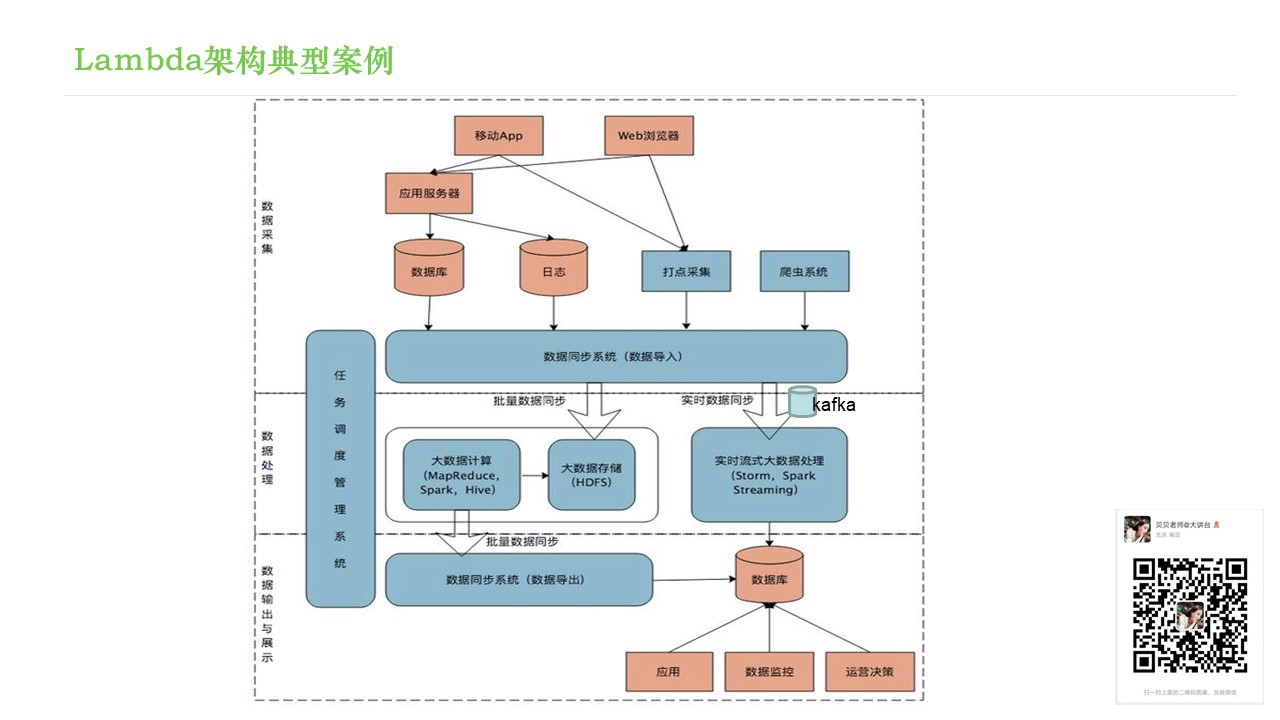 Lambda架构典型案例
移动App
Web浏览器
应用服务器
数据采集
数据库
日志
打点采集
爬虫系统
数据同步系统（数据导入）
任务调度管理系统
批量数据同步
实时数据同步
kafka
数据处理
大数据计算
（MapReduce,
Spark，Hive）
大数据存储
（HDFS）
实时流式大数据处理
（Storm，Spark
Streaming）
批量数据同步
数据输出与展示
数据同步系统（数据导出）
数据库
应用
数据监控
运营决策
贝贝老师@大讲台
北京 海淀
扫一扫上面的二维码图案，加我微信